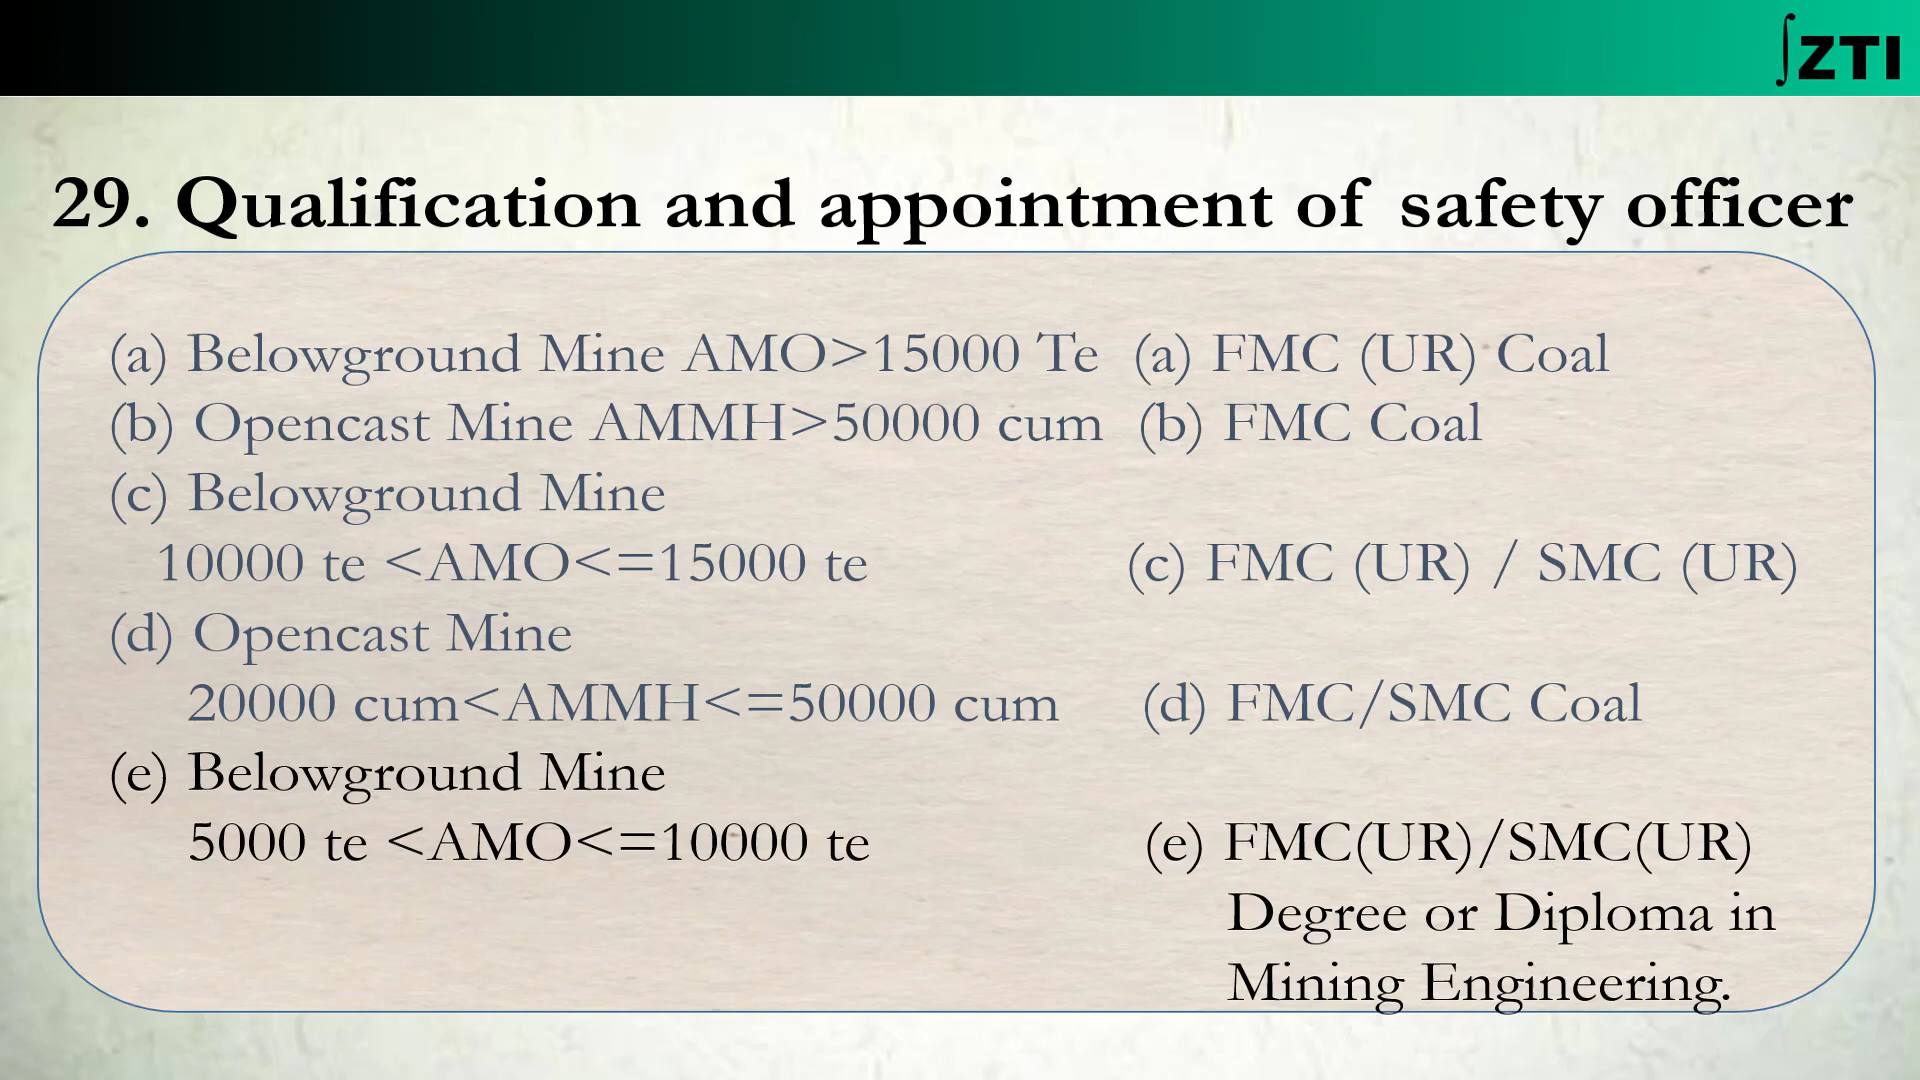 ∫ZTI
29. Qualification and appointment of safety officer
(a) Belowground Mine AMO>15000 Te (a) FMC (UR) Coal
(b) Opencast Mine AMMH>50000 cum (b) FMC Coal
(c) Belowground Mine
10000 te <AMO<=15000 te (c) FMC (UR) / SMC (UR)
(d) Opencast Mine
20000 cum<AMMH<=50000 cum (d) FMC/SMC Coal
(e) Belowground Mine
5000 te <AMO<=10000 te (e) FMC(UR)/SMC(UR)
Degree or Diploma in
Mining Engineering.